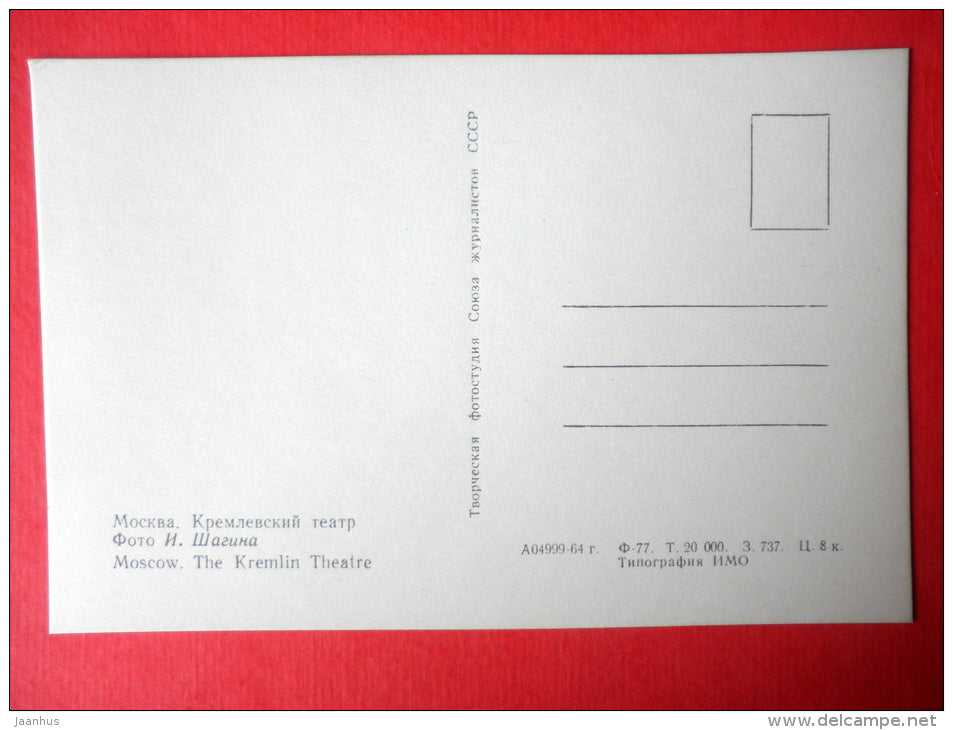 Творческая фотостудия Союза журналистов СССР
Москва. Кремлевский театр
Фото И. Шагина
Moscow. The Kremlin Theatre
А04999-64 г. Ф-77. Т. 20 000. З. 737. Ц. 8 к.
Типография ИМО
jaanhus
www.delcampe.net